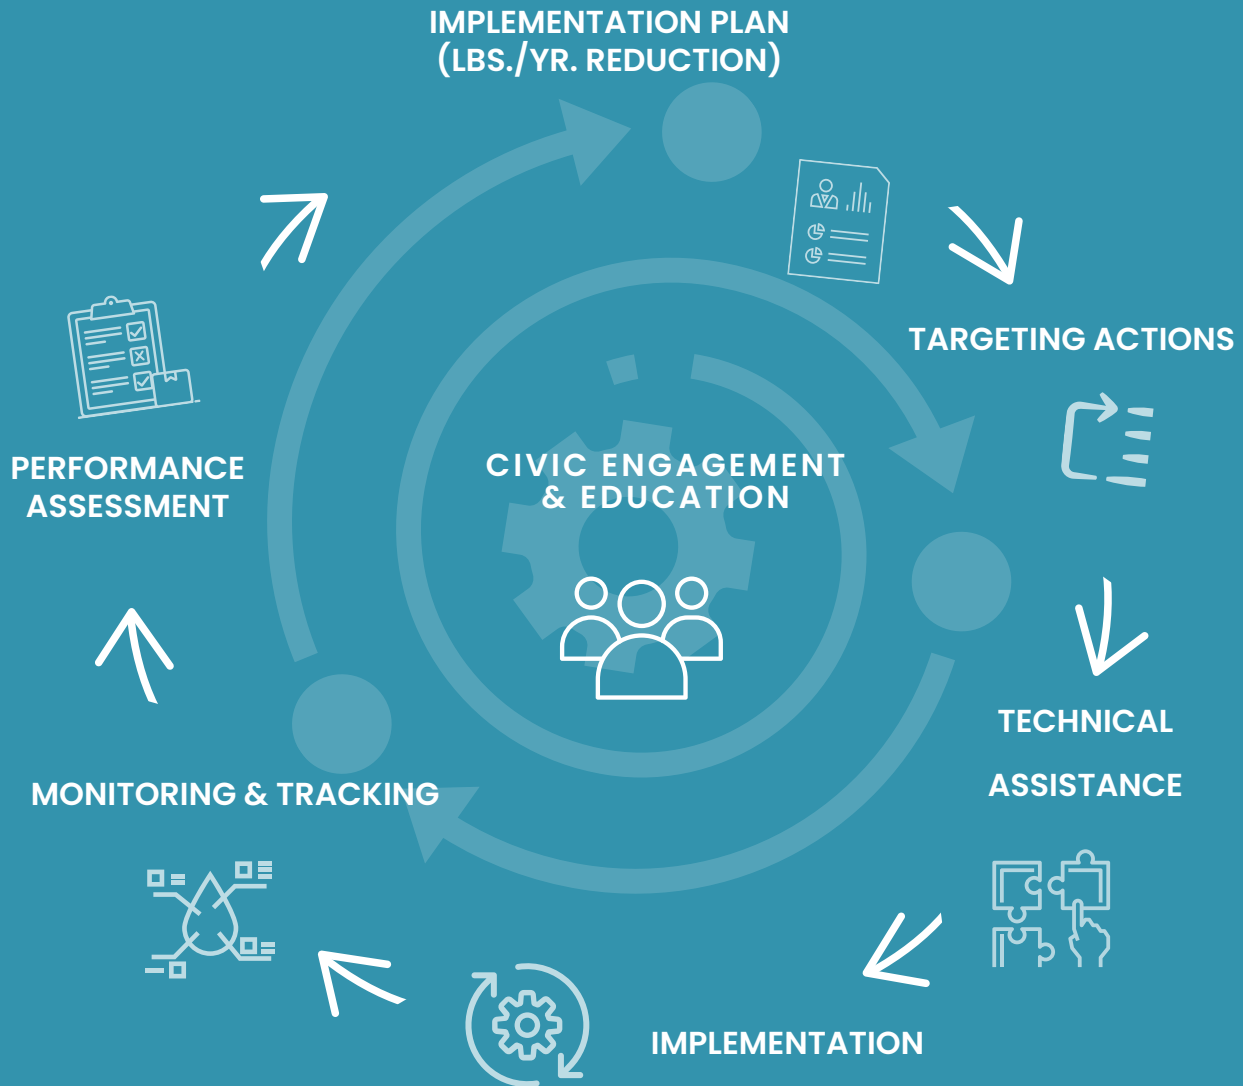 IMPLEMENTATION PLAN
(LBS./YR. REDUCTION)
TARGETING ACTIONS
TECHNICAL
ASSISTANCE
IMPLEMENTATION
MONITORING & TRACKING
PERFORMANCE
ASSESSMENT
CIVIC ENGAGEMENT
& EDUCATION